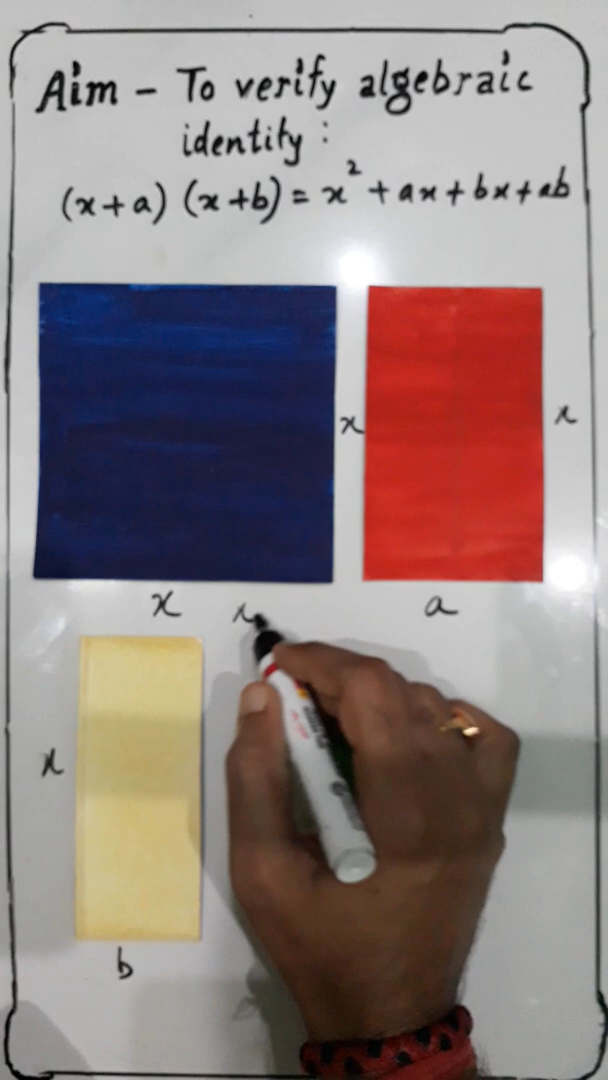 Aim - To verify algebraic
identity :
(x+a) (x+b) = x² + ax + bx + ab
x
x
x
a
x
x
b